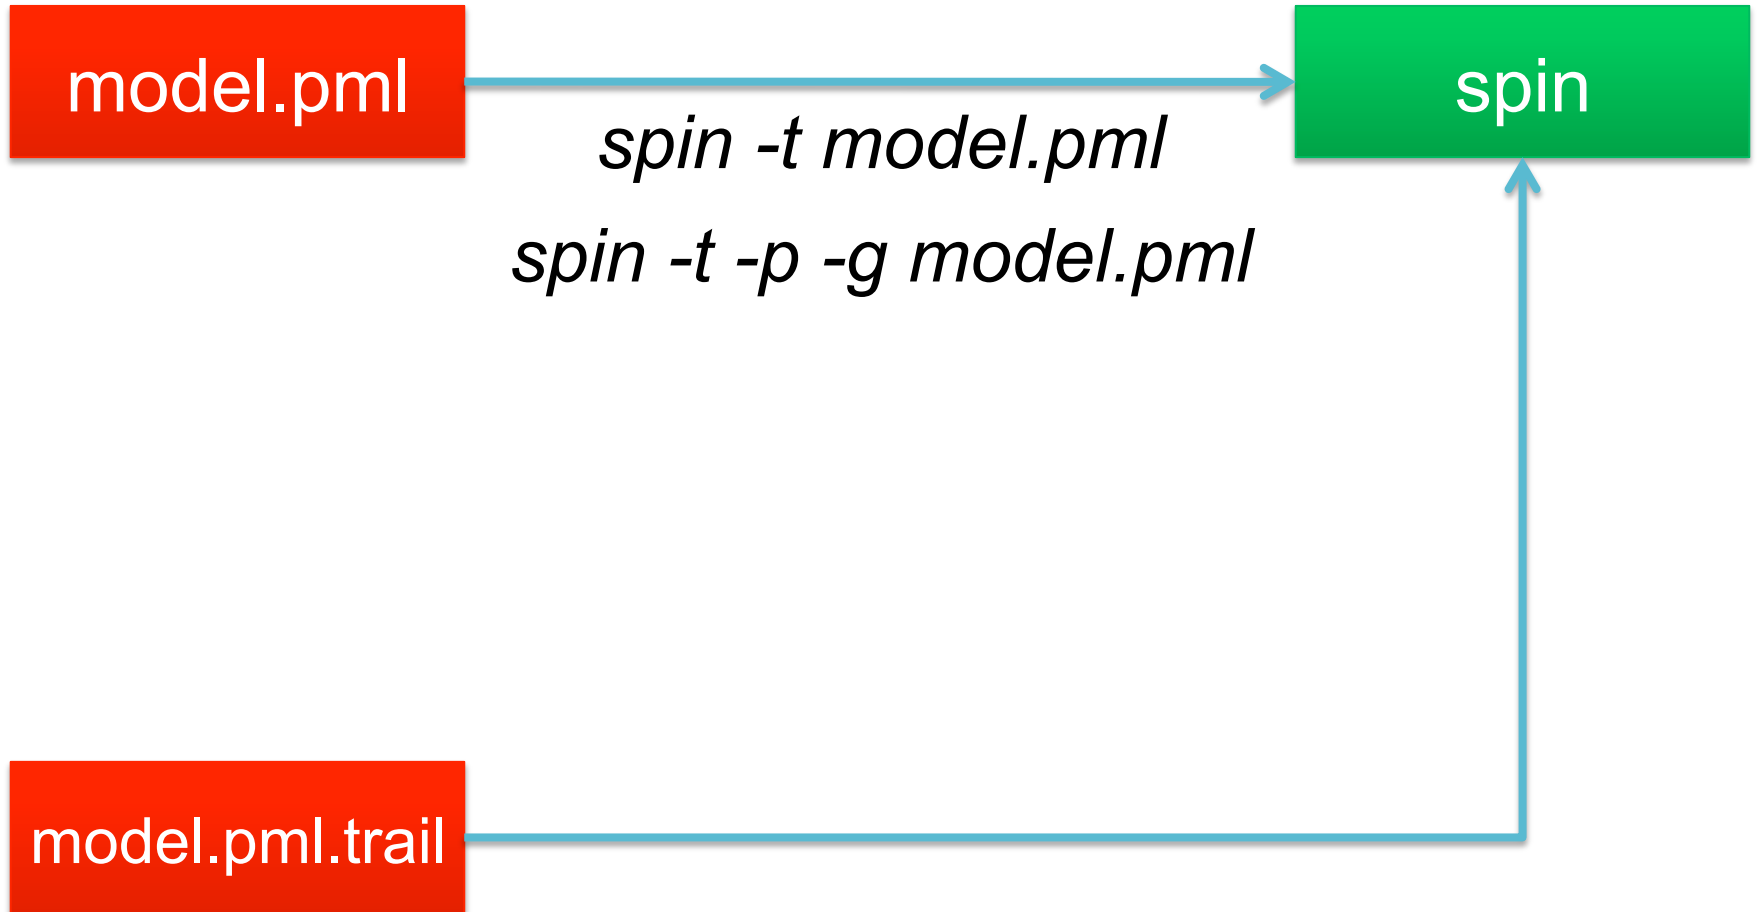 model.pml
spin
spin -t model.pml
spin -t -p -g model.pml
model.pml.trail